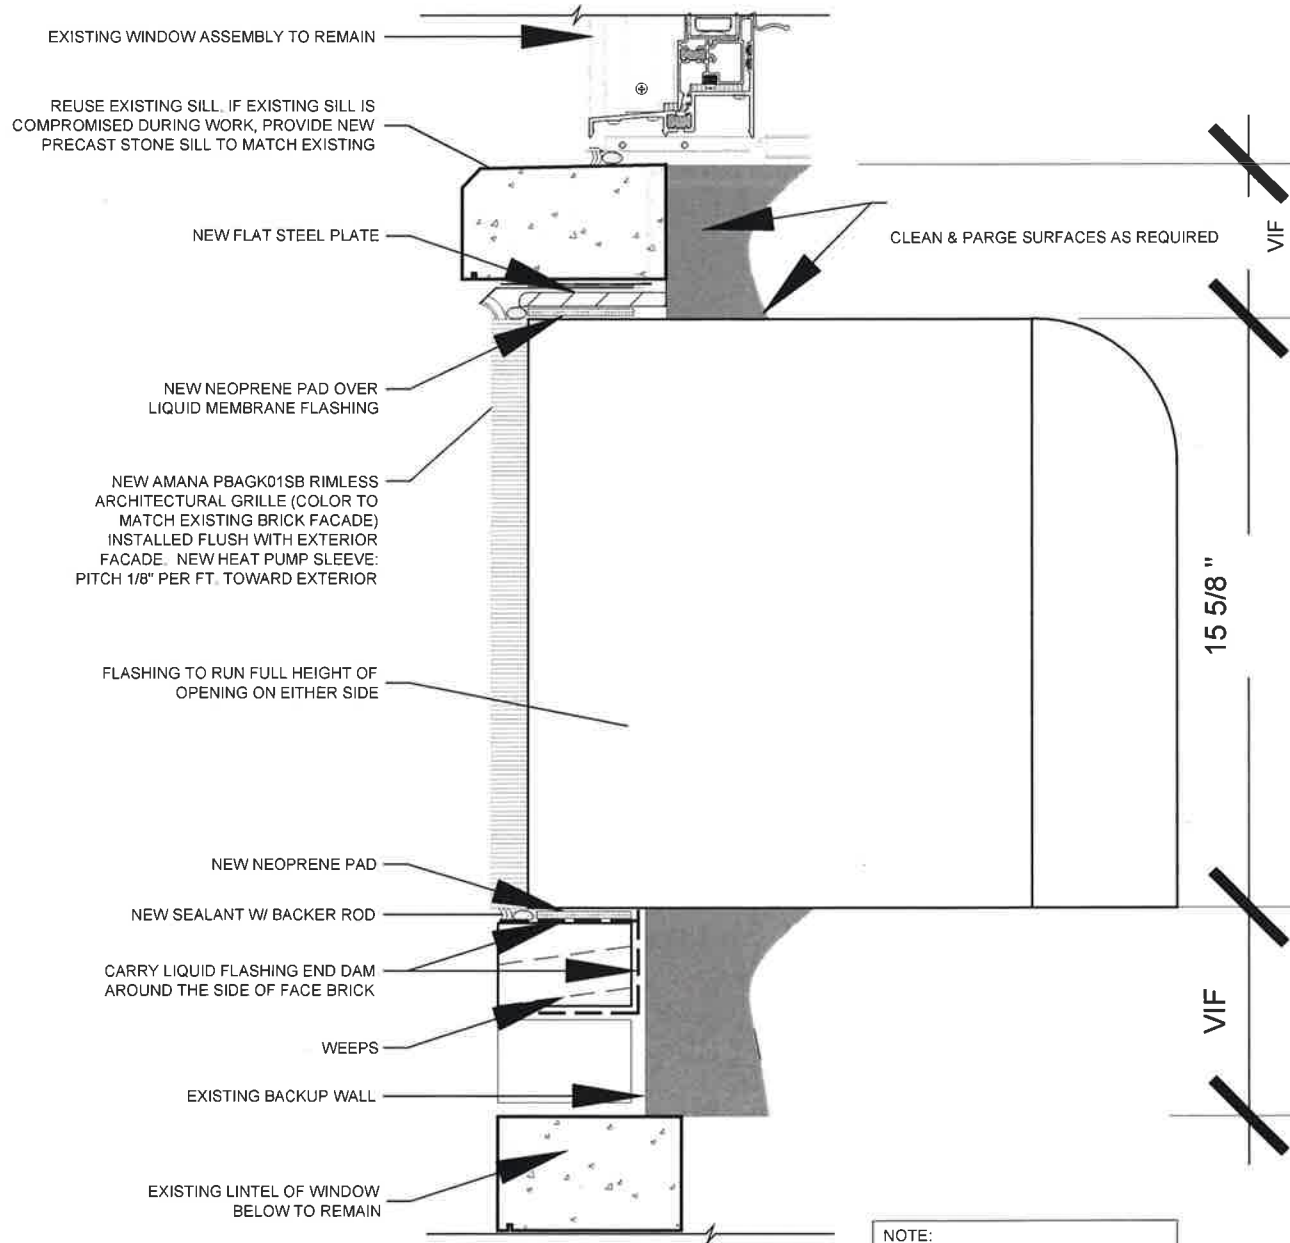 EXISTING WINDOW ASSEMBLY TO REMAIN
REUSE EXISTING SILL. IF EXISTING SILL IS
COMPROMISED DURING WORK, PROVIDE NEW
PRECAST STONE SILL TO MATCH EXISTING
NEW FLAT STEEL PLATE
CLEAN & PARGE SURFACES AS REQUIRED
VIF
NEW NEOPRENE PAD OVER
LIQUID MEMBRANE FLASHING
NEW AMANA PBAGK01SB RIMLESS
ARCHITECTURAL GRILLE (COLOR TO
MATCH EXISTING BRICK FACADE)
INSTALLED FLUSH WITH EXTERIOR
FACADE. NEW HEAT PUMP SLEEVE:
PITCH 1/8" PER FT. TOWARD EXTERIOR
15 5/8 "
FLASHING TO RUN FULL HEIGHT OF
OPENING ON EITHER SIDE
NEW NEOPRENE PAD
NEW SEALANT W/ BACKER ROD
CARRY LIQUID FLASHING END DAM
AROUND THE SIDE OF FACE BRICK
VIF
WEEPS
EXISTING BACKUP WALL
EXISTING LINTEL OF WINDOW
BELOW TO REMAIN
NOTE: